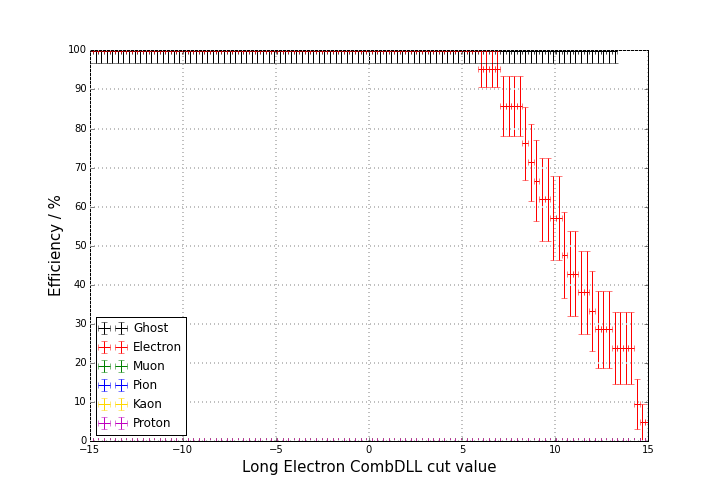 100
90
80
70
60
50
40
30
20
10
0
Efficiency / %
Ghost
Electron
Muon
Pion
Kaon
Proton
−15 −10 −5 0 5 10 15
Long Electron CombDLL cut value